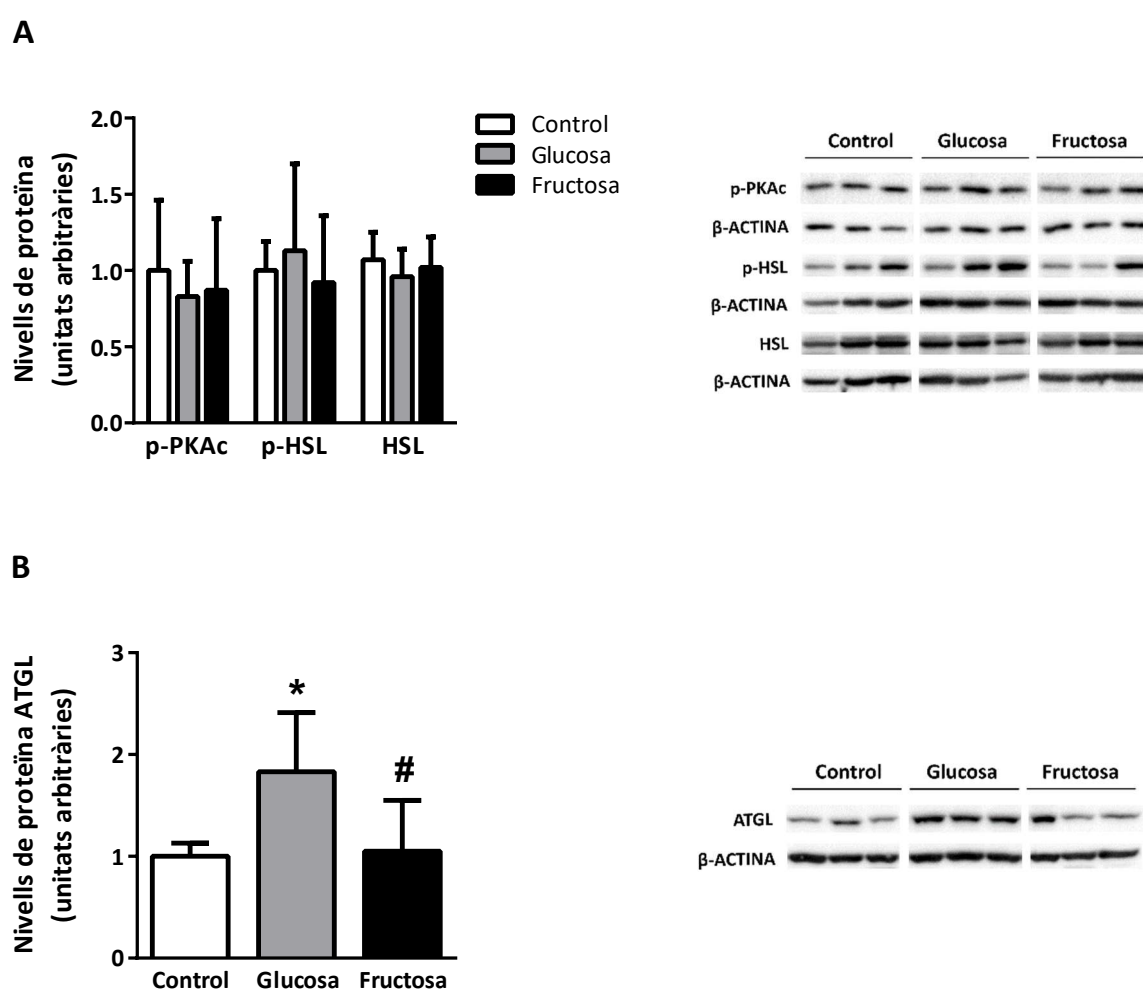 A
Nivells de proteïna
(unitats arbitràries)
2.0
1.5
1.0
0.5
0.0
p-PKAc p-HSL HSL
Control
Glucosa
Fructosa
Control Glucosa Fructosa
p-PKAc
β-ACTINA
p-HSL
β-ACTINA
HSL
β-ACTINA
B
Nivells de proteïna ATGL
(unitats arbitràries)
3
2
1
0
*
#
Control Glucosa Fructosa
Control Glucosa Fructosa
ATGL
β-ACTINA